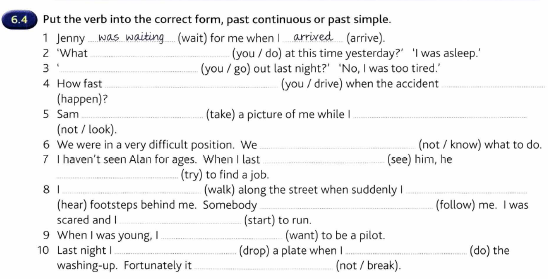 6.4 Put the verb into the correct form, past continuous or past simple.
1 Jenny was waiting (wait) for me when I arrived (arrive).
2 'What (you / do) at this time yesterday?' 'I was asleep.'
3 ' (you / go) out last night?' 'No, I was too tired.'
4 How fast (you / drive) when the accident
(happen)?
5 Sam (take) a picture of me while I
(not / look).
6 We were in a very difficult position. We (not / know) what to do.
7 I haven't seen Alan for ages. When I last (see) him, he
(try) to find a job.
8 I (walk) along the street when suddenly I
(hear) footsteps behind me. Somebody (follow) me. I was
scared and I (start) to run.
9 When I was young, I (want) to be a pilot.
10 Last night I (drop) a plate when I (do) the
washing-up. Fortunately it (not / break).